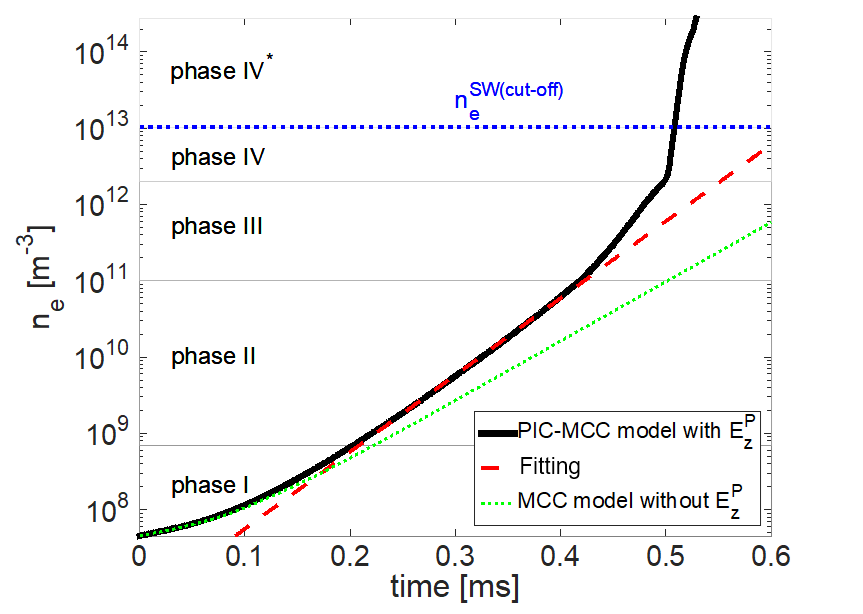 10^14
phase IV*
n_e^SW(cut-off)
10^13
phase IV
10^12
phase III
n_e [m^-3]
10^11
10^10
phase II
10^9
PIC-MCC model with E_z^P
Fitting
phase I
MCC model without E_z^P
10^8
0 0.1 0.2 0.3 0.4 0.5 0.6
time [ms]